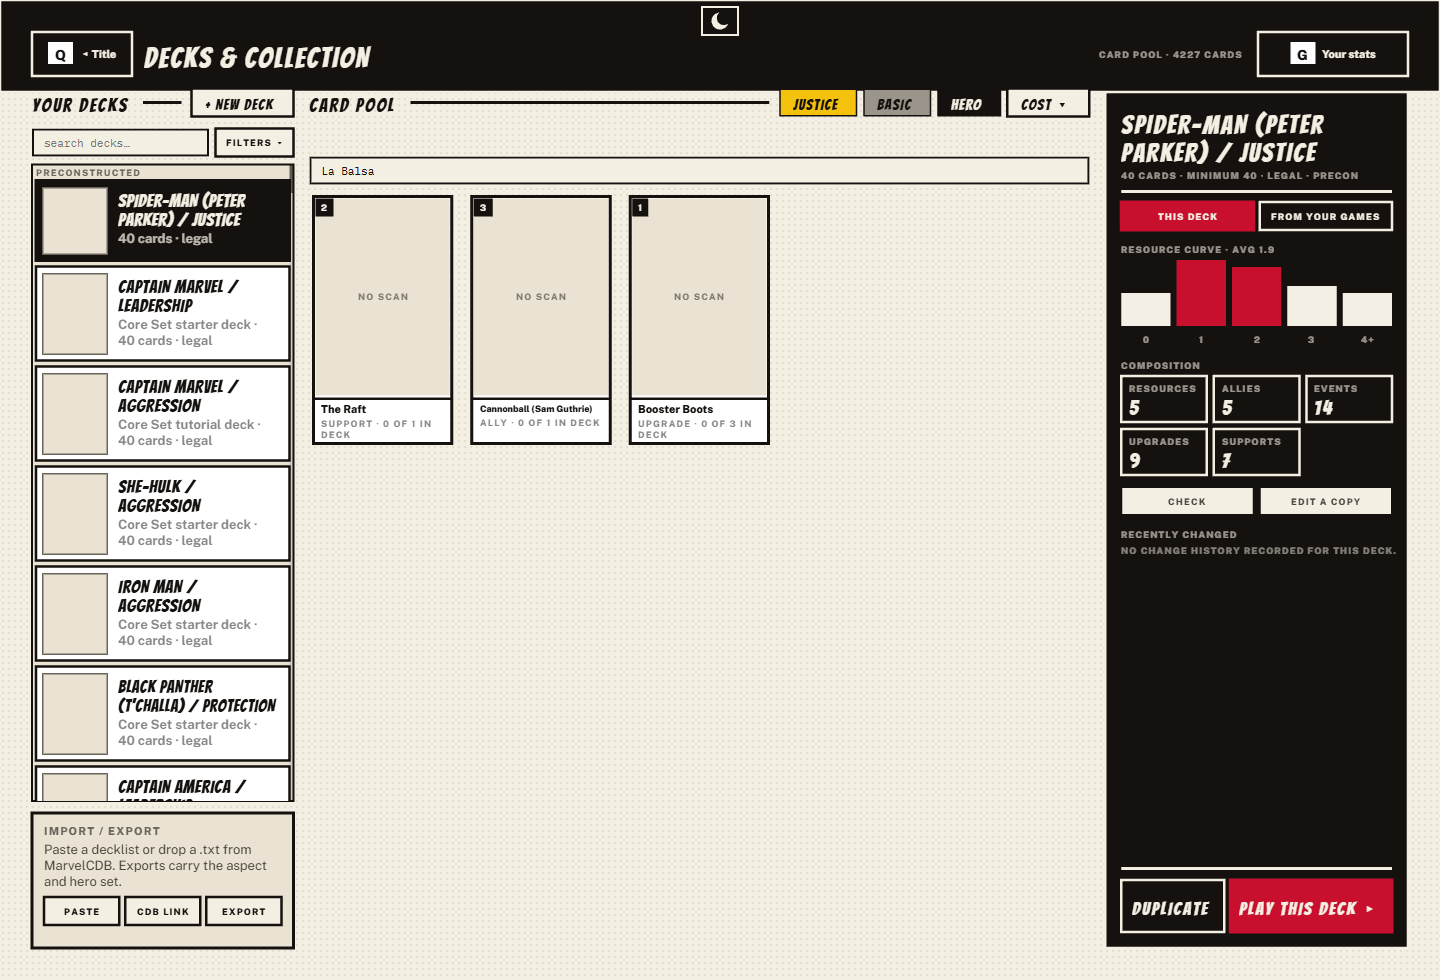 Q
◂ Title
DECKS & COLLECTION
CARD POOL · 4227 CARDS
G
Your stats
YOUR DECKS
+ NEW DECK
search decks…
FILTERS ▾
PRECONSTRUCTED
SPIDER-MAN (PETER
PARKER) / JUSTICE
40 cards · legal
CAPTAIN MARVEL /
LEADERSHIP
Core Set starter deck ·
40 cards · legal
CAPTAIN MARVEL /
AGGRESSION
Core Set tutorial deck ·
40 cards · legal
SHE-HULK /
AGGRESSION
Core Set starter deck ·
40 cards · legal
IRON MAN /
AGGRESSION
Core Set starter deck ·
40 cards · legal
BLACK PANTHER
(T'CHALLA) / PROTECTION
Core Set starter deck ·
40 cards · legal
CAPTAIN AMERICA /
LEADERSHIP
IMPORT / EXPORT
Paste a decklist or drop a .txt from
MarvelCDB. Exports carry the aspect
and hero set.
PASTE
CDB LINK
EXPORT
CARD POOL
JUSTICE
BASIC
HERO
COST ▾
La Balsa
2
NO SCAN
The Raft
SUPPORT · 0 OF 1 IN
DECK
3
NO SCAN
Cannonball (Sam Guthrie)
ALLY · 0 OF 1 IN DECK
1
NO SCAN
Booster Boots
UPGRADE · 0 OF 3 IN
DECK
SPIDER-MAN (PETER
PARKER) / JUSTICE
40 CARDS · MINIMUM 40 · LEGAL · PRECON
THIS DECK
FROM YOUR GAMES
RESOURCE CURVE · AVG 1.9
0
1
2
3
4+
COMPOSITION
RESOURCES
5
ALLIES
5
EVENTS
14
UPGRADES
9
SUPPORTS
7
CHECK
EDIT A COPY
RECENTLY CHANGED
NO CHANGE HISTORY RECORDED FOR THIS DECK.
DUPLICATE
PLAY THIS DECK ▸